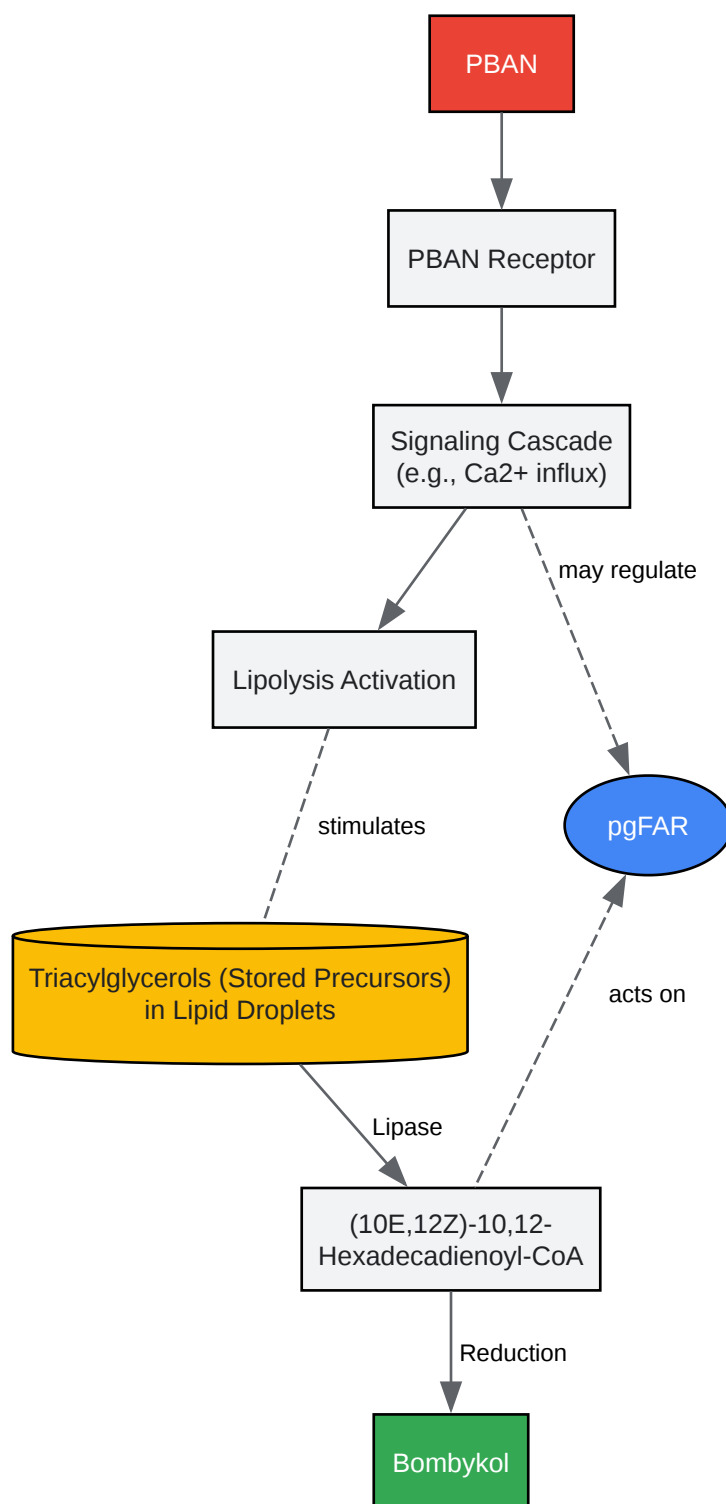 PBAN
PBAN Receptor
Signaling Cascade
(e.g., Ca2+ influx)
may regulate
Lipolysis Activation
pgFAR
stimulates
Triacylglycerols (Stored Precursors)
in Lipid Droplets
acts on
Lipase
(10E,12Z)-10,12-
Hexadecadienoyl-CoA
Reduction
Bombykol